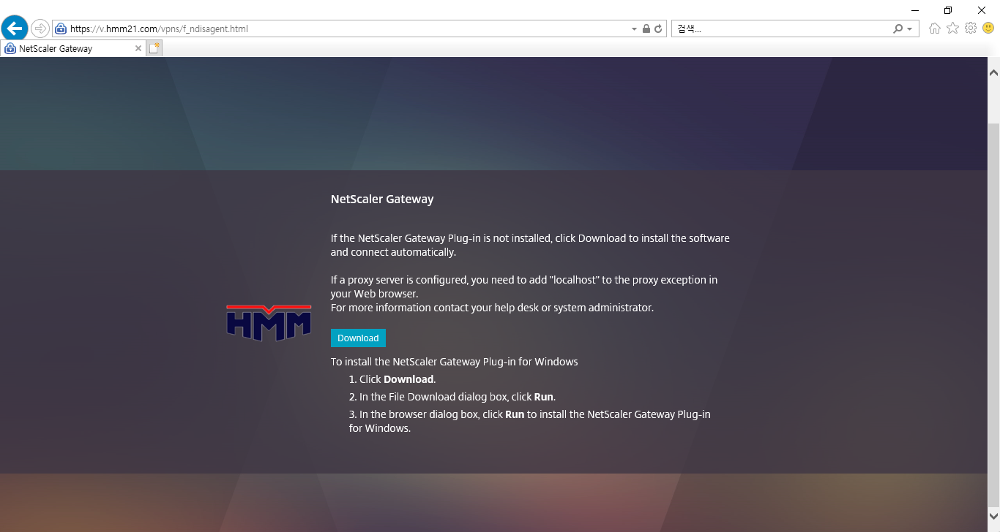 https://v.hmm21.com/vpns/f_ndisagent.html
검색...
NetScaler Gateway
NetScaler Gateway
If the NetScaler Gateway Plug-in is not installed, click Download to install the software
and connect automatically.
If a proxy server is configured, you need to add "localhost" to the proxy exception in
your Web browser.
For more information contact your help desk or system administrator.
HMM
Download
To install the NetScaler Gateway Plug-in for Windows
1. Click Download.
2. In the File Download dialog box, click Run.
3. In the browser dialog box, click Run to install the NetScaler Gateway Plug-in
for Windows.